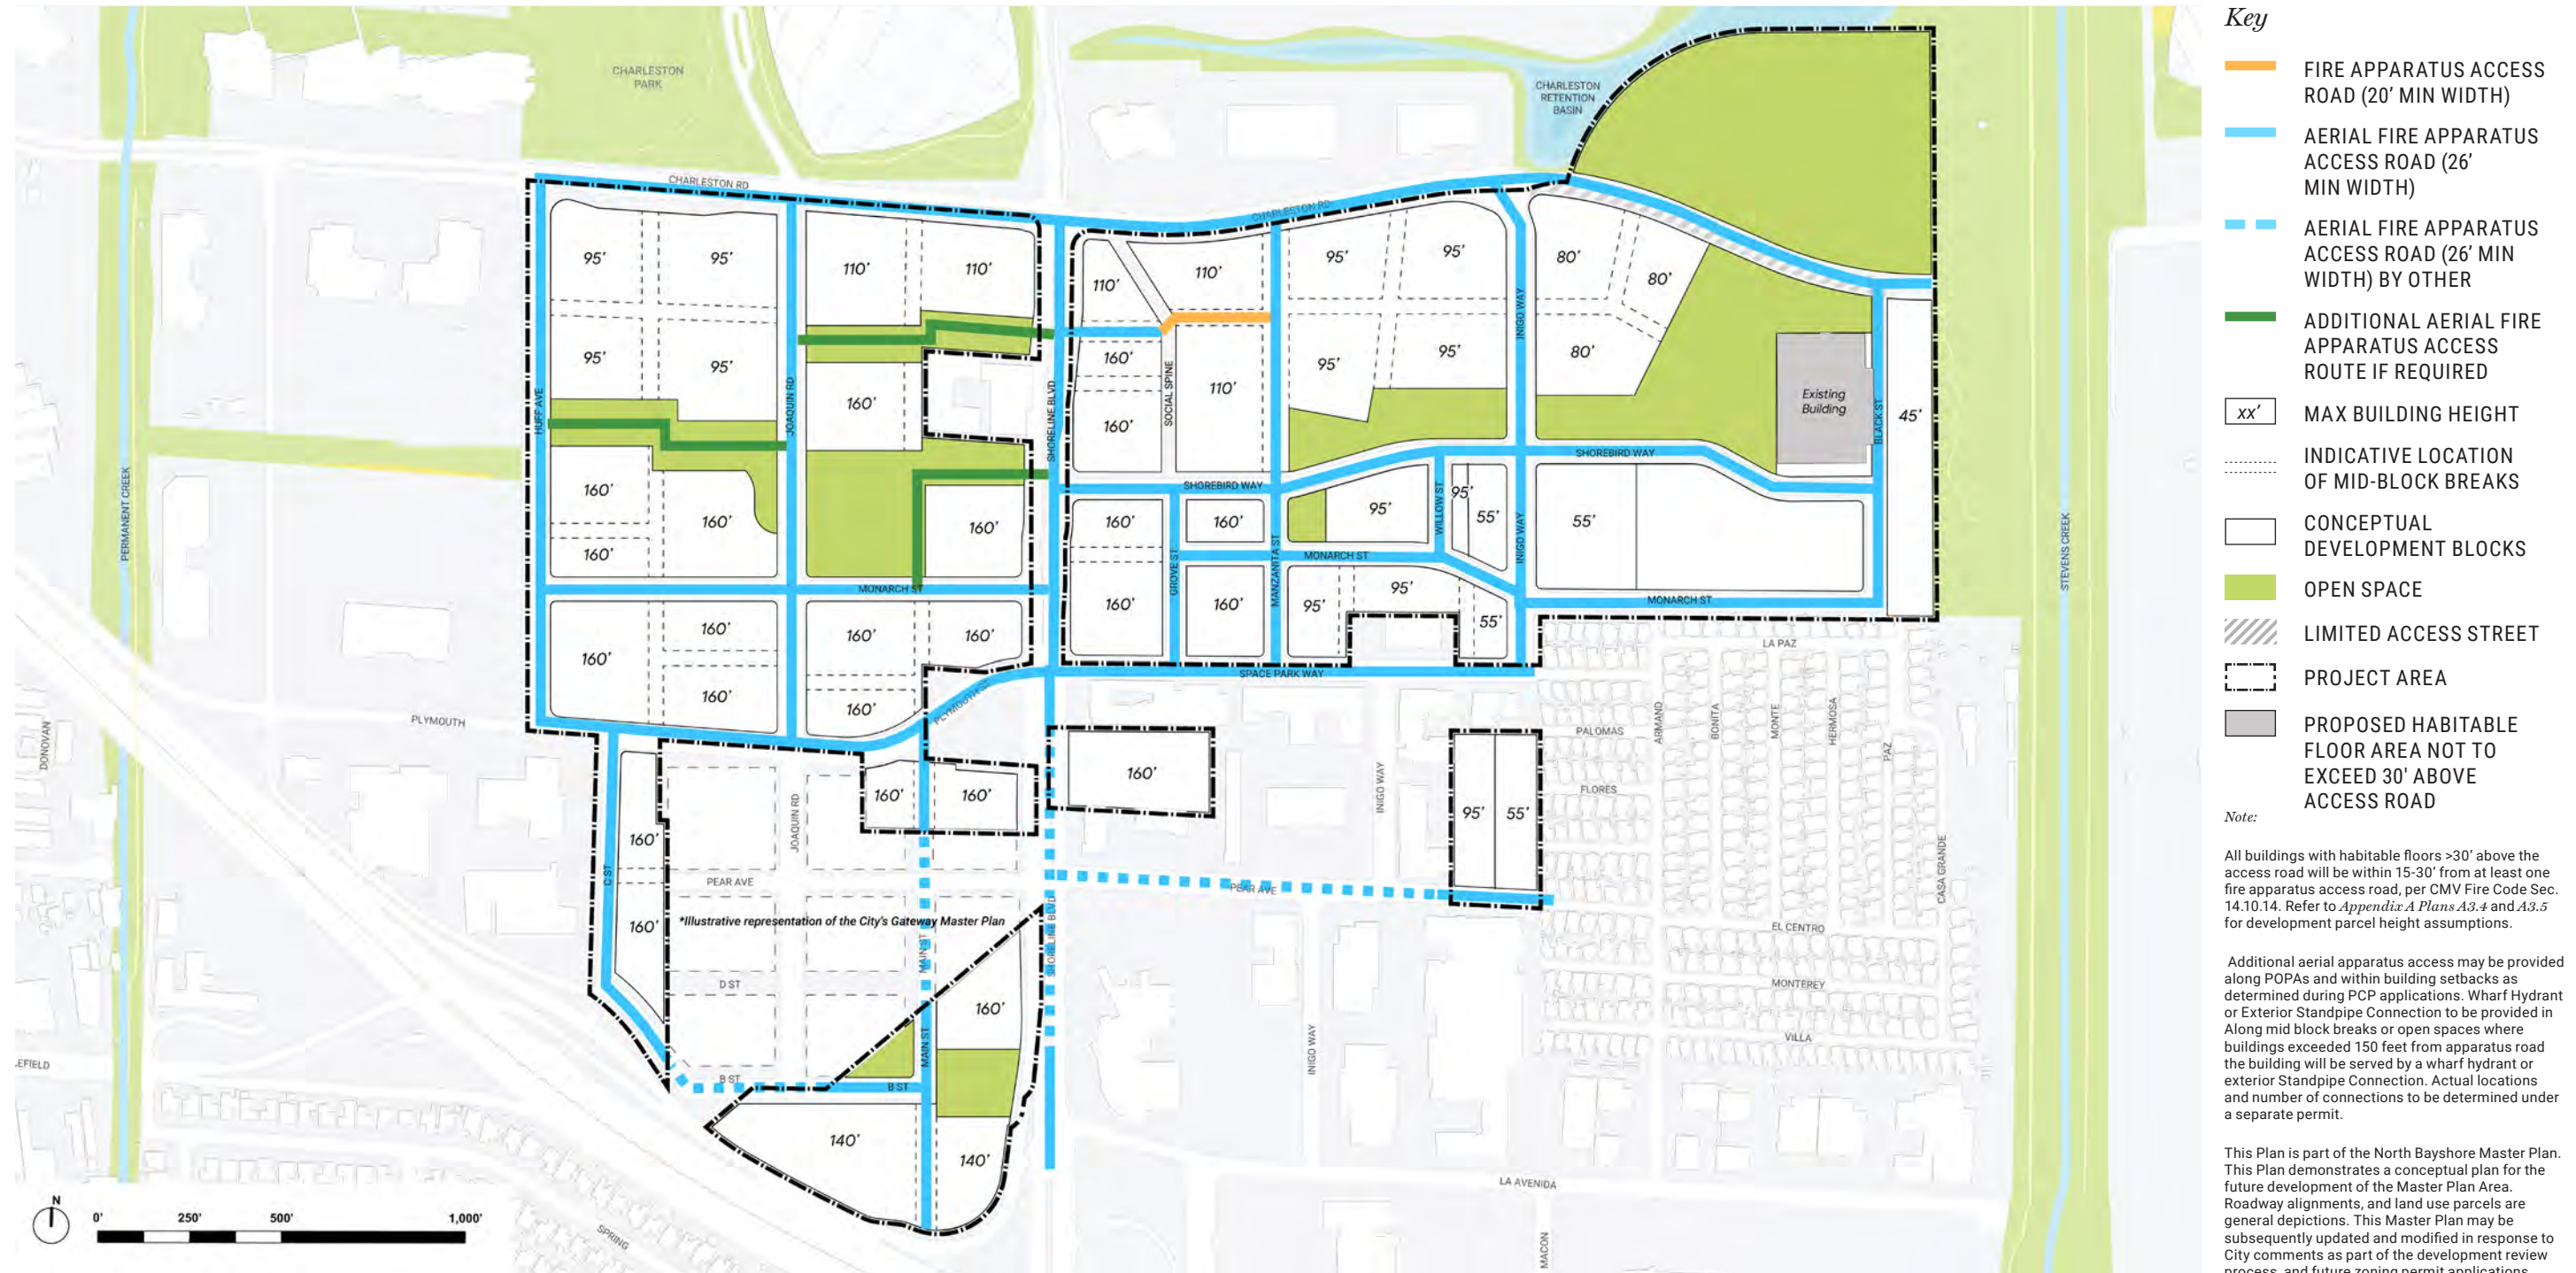 CHARLESTON
PARK
CHARLESTON
RETENTION
BASIN
CHARLESTON RD
CHARLESTON RD
95'
95'
110'
110'
110'
110'
95'
95'
80'
80'
95'
95'
160'
160'
160'
110'
95'
95'
80'
Existing
Building
45'
HUFF AVE
JOAQUIN RD
SHORELINE BLVD
SOCIAL SPINE
INIGO WAY
BLACK ST
PERMANENT CREEK
STEVENS CREEK
SHOREBIRD WAY
SHOREBIRD WAY
160'
160'
160'
160'
160'
160'
95'
95'
55'
55'
WILLOW ST
INIGO WAY
GROVE ST
MANZANITA ST
MONARCH ST
MONARCH ST
MONARCH ST
160'
160'
160'
160'
160'
160'
160'
160'
95'
95'
55'
SPACE PARK WAY
PLYMOUTH
PLYMOUTH ST
DONOVAN
LA PAZ
PALOMAS
FLORES
ARMAND
BONITA
MONTE
HERMOSA
PAZ
CASA GRANDE
EL CENTRO
MONTEREY
VILLA
160'
160'
160'
95'
55'
160'
160'
C ST
JOAQUIN RD
INIGO WAY
PEAR AVE
PEAR AVE
*Illustrative representation of the City's Gateway Master Plan
MAIN ST
SHORELINE BLVD
D ST
160'
MAIN ST
INIGO WAY
B ST
B ST
140'
140'
LEFIELD
SPRING
LA AVENIDA
MACON
N
0' 250' 500' 1,000'
Key
FIRE APPARATUS ACCESS
ROAD (20' MIN WIDTH)
AERIAL FIRE APPARATUS
ACCESS ROAD (26'
MIN WIDTH)
AERIAL FIRE APPARATUS
ACCESS ROAD (26' MIN
WIDTH) BY OTHER
ADDITIONAL AERIAL FIRE
APPARATUS ACCESS
ROUTE IF REQUIRED
xx' MAX BUILDING HEIGHT
INDICATIVE LOCATION
OF MID-BLOCK BREAKS
CONCEPTUAL
DEVELOPMENT BLOCKS
OPEN SPACE
LIMITED ACCESS STREET
PROJECT AREA
PROPOSED HABITABLE
FLOOR AREA NOT TO
EXCEED 30' ABOVE
ACCESS ROAD
Note:
All buildings with habitable floors >30' above the
access road will be within 15-30' from at least one
fire apparatus access road, per CMV Fire Code Sec.
14.10.14. Refer to Appendix A Plans A3.4 and A3.5
for development parcel height assumptions.
Additional aerial apparatus access may be provided
along POPAs and within building setbacks as
determined during PCP applications. Wharf Hydrant
or Exterior Standpipe Connection to be provided in
Along mid block breaks or open spaces where
buildings exceeded 150 feet from apparatus road
the building will be served by a wharf hydrant or
exterior Standpipe Connection. Actual locations
and number of connections to be determined under
a separate permit.
This Plan is part of the North Bayshore Master Plan.
This Plan demonstrates a conceptual plan for the
future development of the Master Plan Area.
Roadway alignments, and land use parcels are
general depictions. This Master Plan may be
subsequently updated and modified in response to
City comments as part of the development review
process, and future zoning permit applications